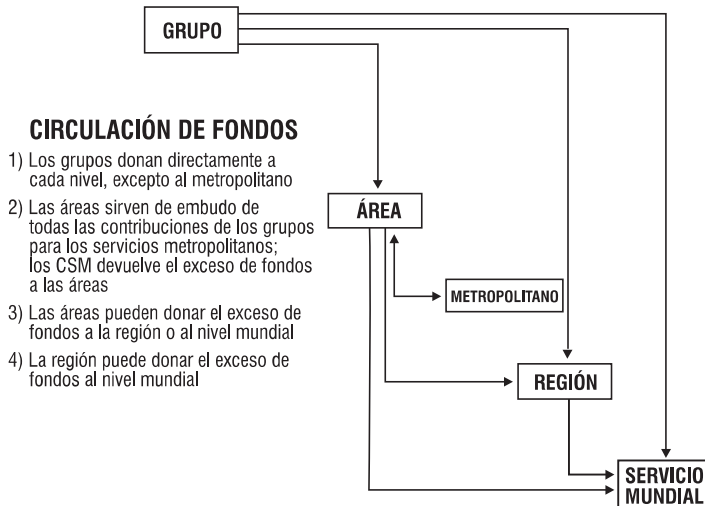 GRUPO
CIRCULACIÓN DE FONDOS
1) Los grupos donan directamente a
cada nivel, excepto al metropolitano
2) Las áreas sirven de embudo de
todas las contribuciones de los grupos
para los servicios metropolitanos;
los CSM devuelve el exceso de fondos
a las áreas
3) Las áreas pueden donar el exceso de
fondos a la región o al nivel mundial
4) La región puede donar el exceso de
fondos al nivel mundial
ÁREA
METROPOLITANO
REGIÓN
SERVICIO
MUNDIAL